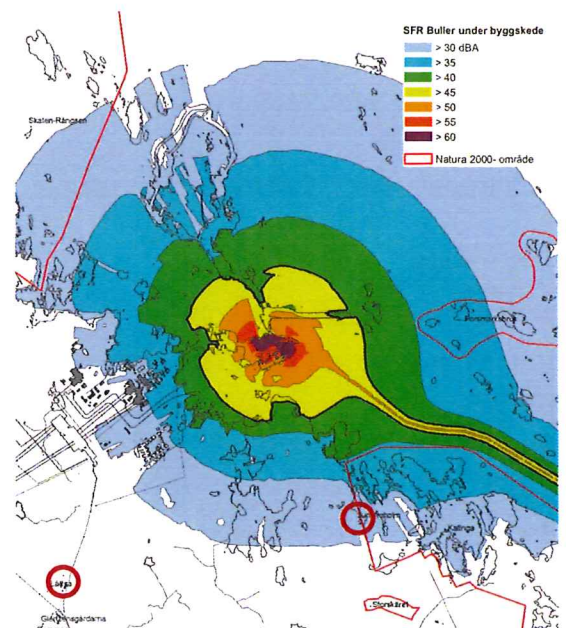 SFR Buller under byggskede
> 30 dBA
> 35
> 40
> 45
> 50
> 55
> 60
Natura 2000- område
Skaten-Rångsen
Storskäret